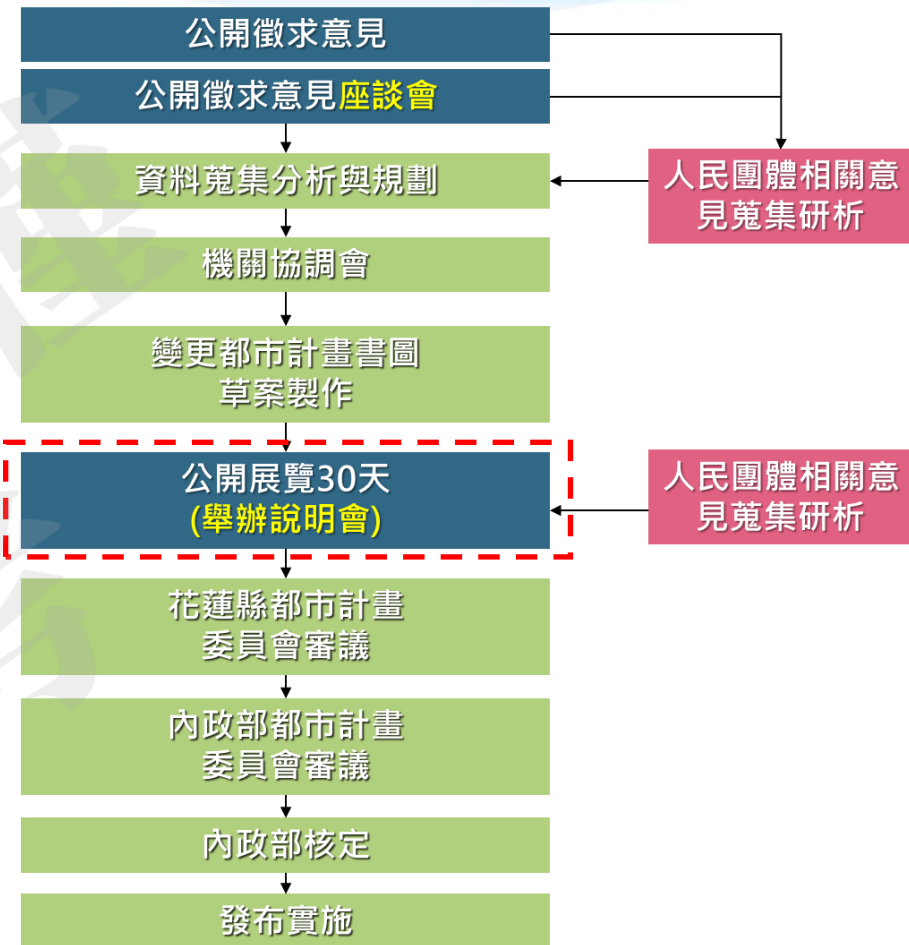 公開徵求意見
公開徵求意見座談會
資料蒐集分析與規劃
人民團體相關意
見蒐集研析
機關協調會
變更都市計畫書圖
草案製作
公開展覽30天
(舉辦說明會)
人民團體相關意
見蒐集研析
花蓮縣都市計畫
委員會審議
內政部都市計畫
委員會審議
內政部核定
發布實施